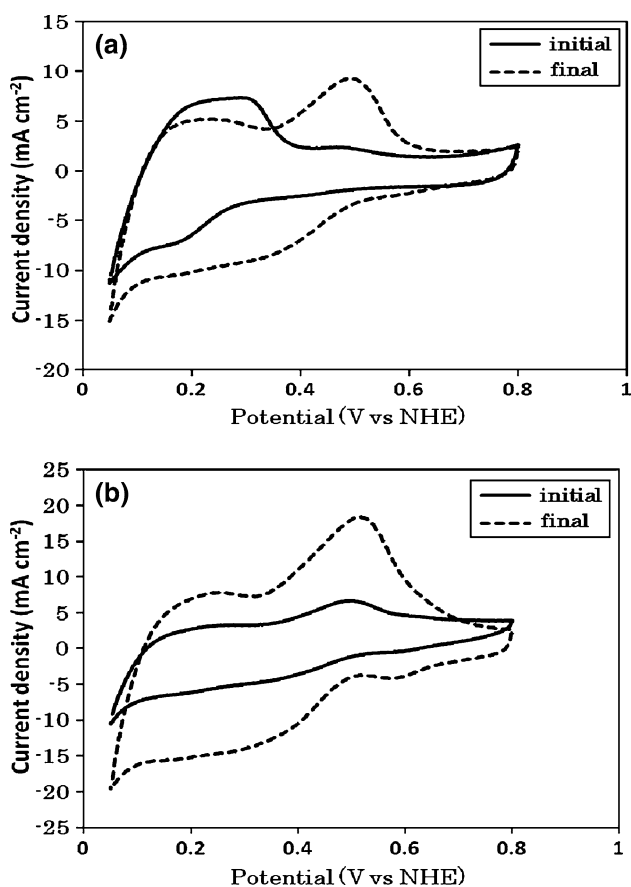 (a)
initial
final
15
10
5
0
-5
-10
-15
-20
Current density (mA cm⁻²)
0 0.2 0.4 0.6 0.8 1
Potential (V vs NHE)
(b)
initial
final
25
20
15
10
5
0
-5
-10
-15
-20
-25
Current density (mA cm⁻²)
0 0.2 0.4 0.6 0.8 1
Potential (V vs NHE)